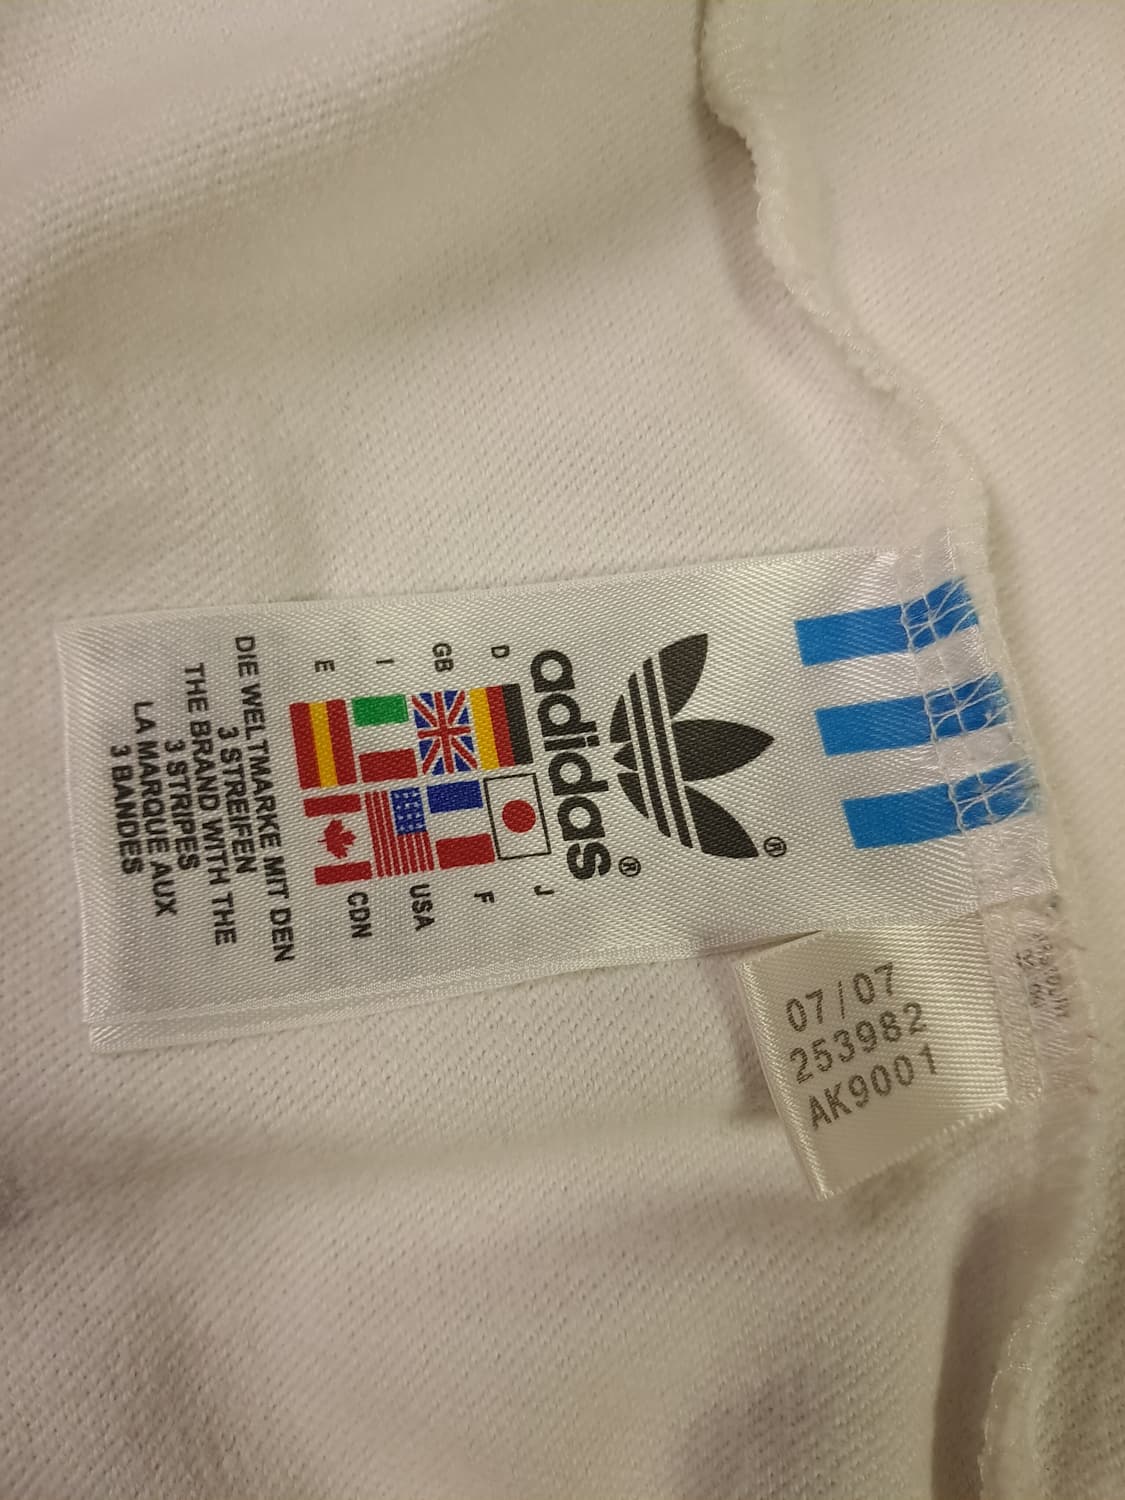 ®
adidas®
D
J
GB
F
I
USA
E
CDN
DIE WELTMARKE MIT DEN
3 STREIFEN
THE BRAND WITH THE
3 STRIPES
LA MARQUE AUX
3 BANDES
07/07
253982
AK9001